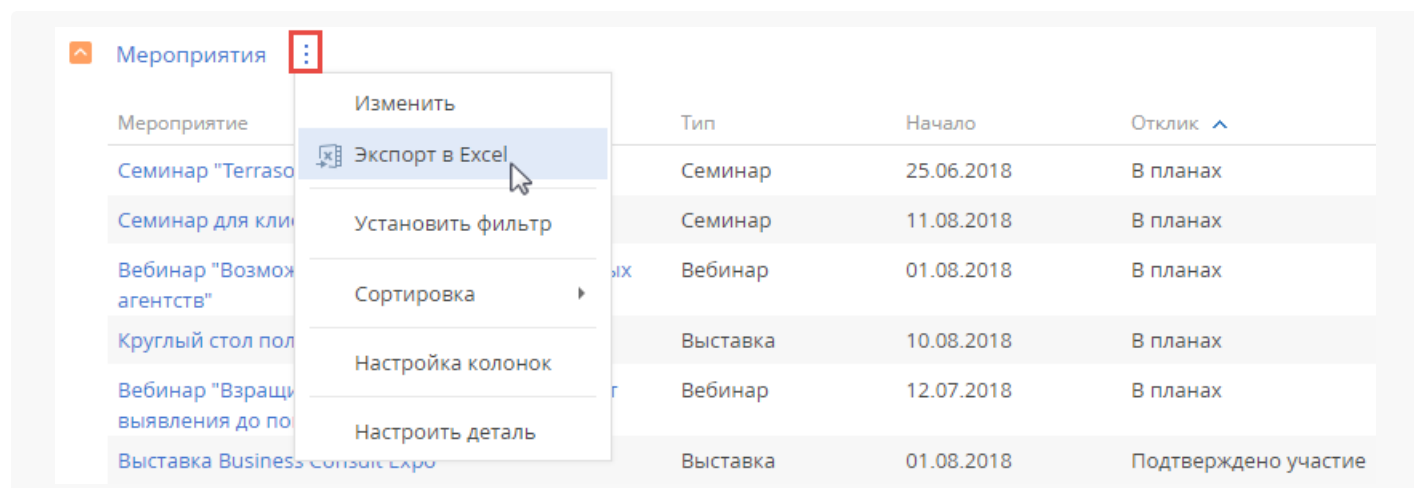 Мероприятия
Изменить
Экспорт в Excel
Установить фильтр
Сортировка
Настройка колонок
Настроить деталь
Мероприятие Тип Начало Отклик
Семинар "Terraso Семинар 25.06.2018 В планах
Семинар для Семинар 11.08.2018 В планах
Вебинар "Возмож ых Вебинар 01.08.2018 В планах
агентств"
Круглый стол Выставка 10.08.2018 В планах
Вебинар "Взращи т Вебинар 12.07.2018 В планах
выявления до
Выставка Business Consult Expo Выставка 01.08.2018 Подтверждено участие